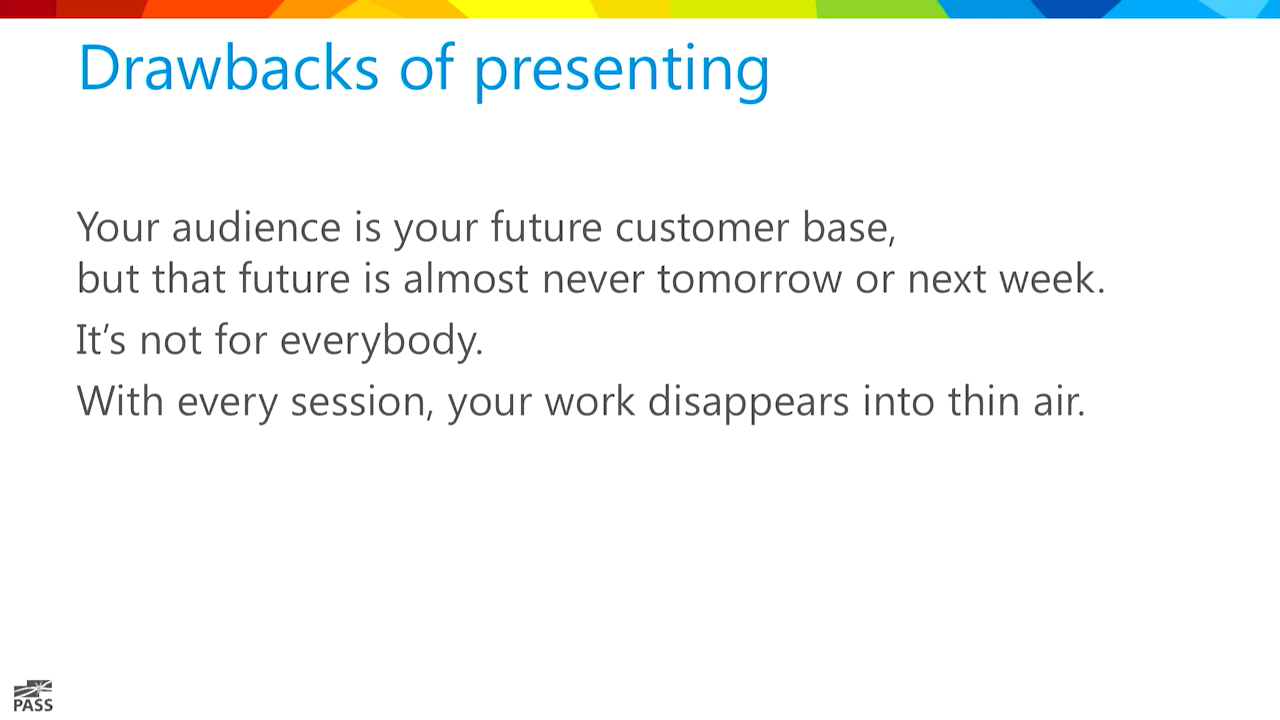 Drawbacks of presenting
Your audience is your future customer base,
but that future is almost never tomorrow or next week.
It’s not for everybody.
With every session, your work disappears into thin air.
PASS